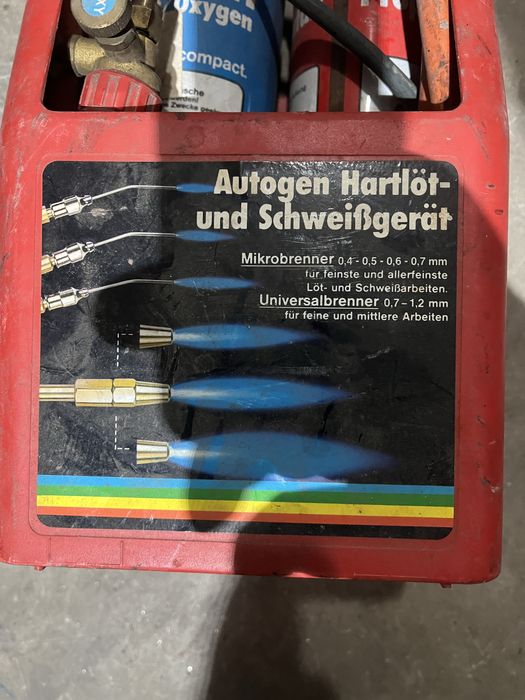 oxygen
compact.
Autogen Hartlöt-
und Schweißgerät
Mikrobrenner 0,4 - 0,5 - 0,6 - 0,7 mm
für feinste und allerfeinste
Löt- und Schweißarbeiten.
Universalbrenner 0,7 – 1,2 mm
für feine und mittlere Arbeiten